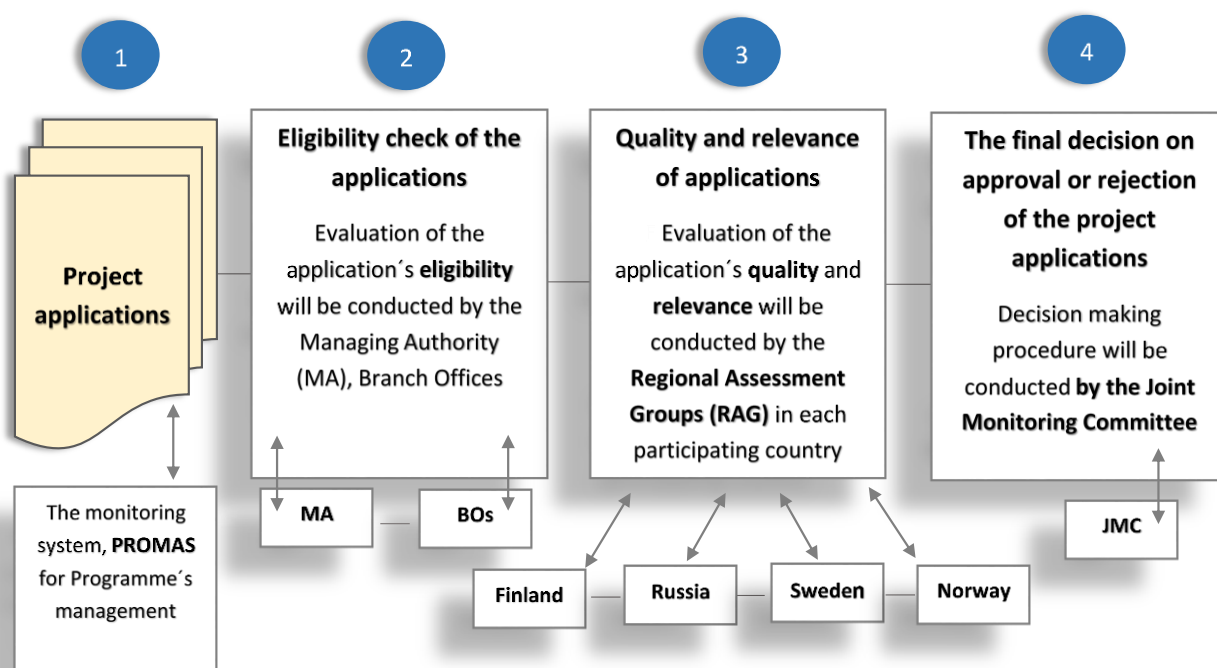 1
2
3
4
Project
applications
The monitoring
system, PROMAS
for Programme´s
management
Eligibility check of the
applications
Evaluation of the
application´s eligibility
will be conducted by the
Managing Authority
(MA), Branch Offices
MA
BOs
Quality and relevance
of applications
Evaluation of the
application´s quality and
relevance will be
conducted by the
Regional Assessment
Groups (RAG) in each
participating country
Finland
Russia
Sweden
Norway
The final decision on
approval or rejection
of the project
applications
Decision making
procedure will be
conducted by the Joint
Monitoring Committee
JMC